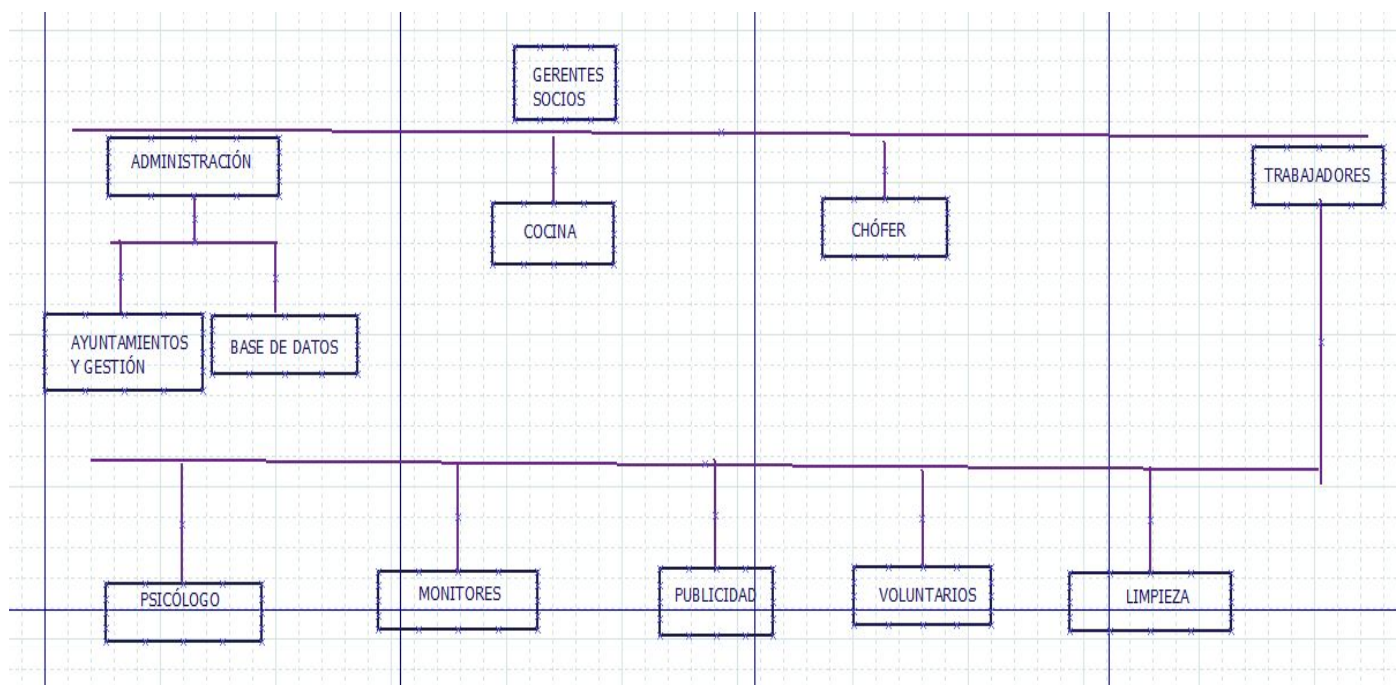 GERENTES
SOCIOS
ADMINISTRACIÓN
TRABAJADORES
COCINA
CHÓFER
AYUNTAMIENTOS
Y GESTIÓN
BASE DE DATOS
PSICÓLOGO
MONITORES
PUBLICIDAD
VOLUNTARIOS
LIMPIEZA